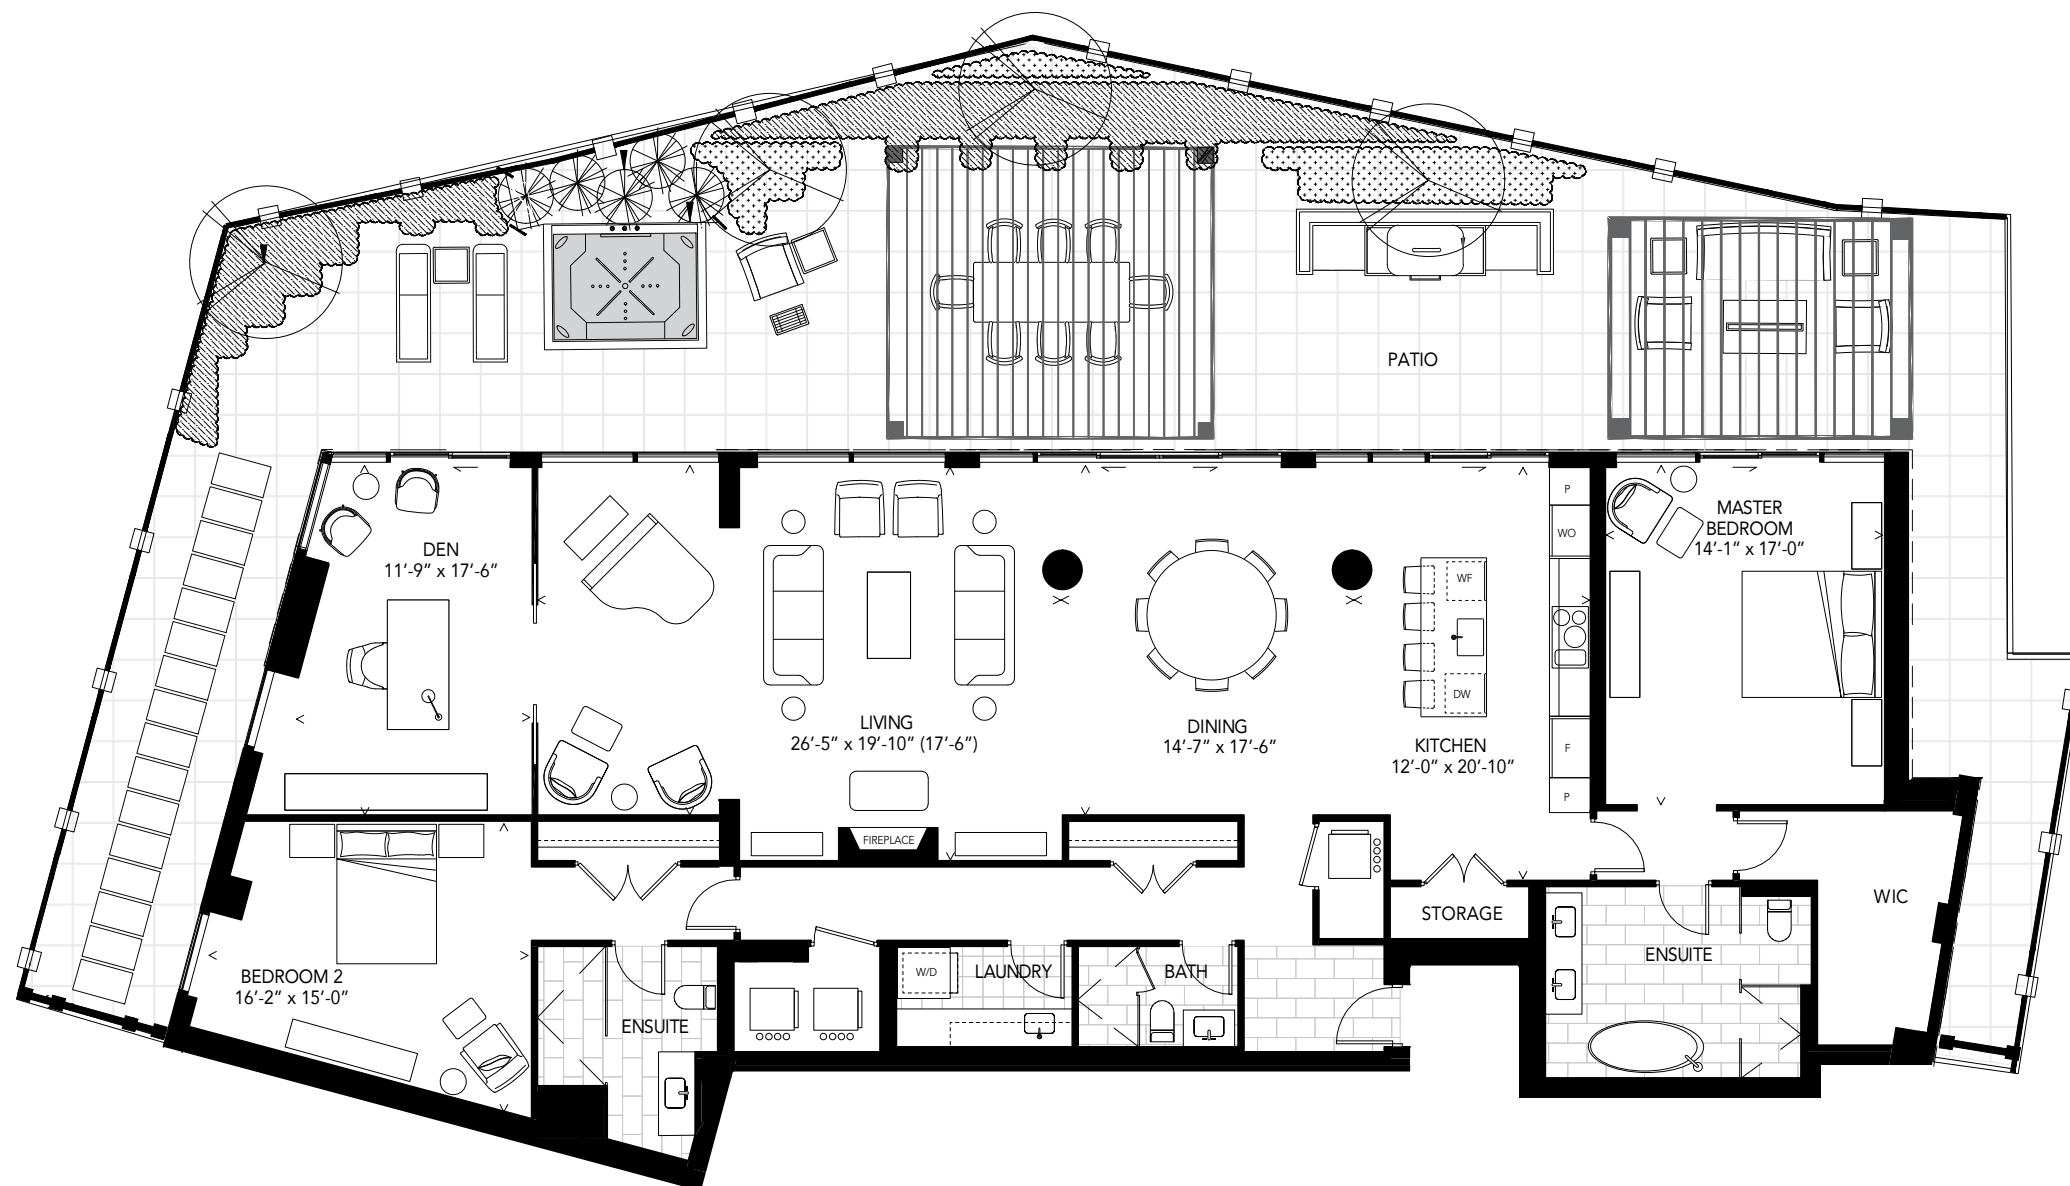 PATIO
DEN
11'-9" x 17'-6"
MASTER
BEDROOM
14'-1" x 17'-0"
P
WO
WF
DW
F
P
LIVING
26'-5" x 19'-10" (17'-6")
DINING
14'-7" x 17'-6"
KITCHEN
12'-0" x 20'-10"
FIREPLACE
WIC
STORAGE
ENSUITE
BEDROOM 2
16'-2" x 15'-0"
W/D
LAUNDRY
BATH
ENSUITE